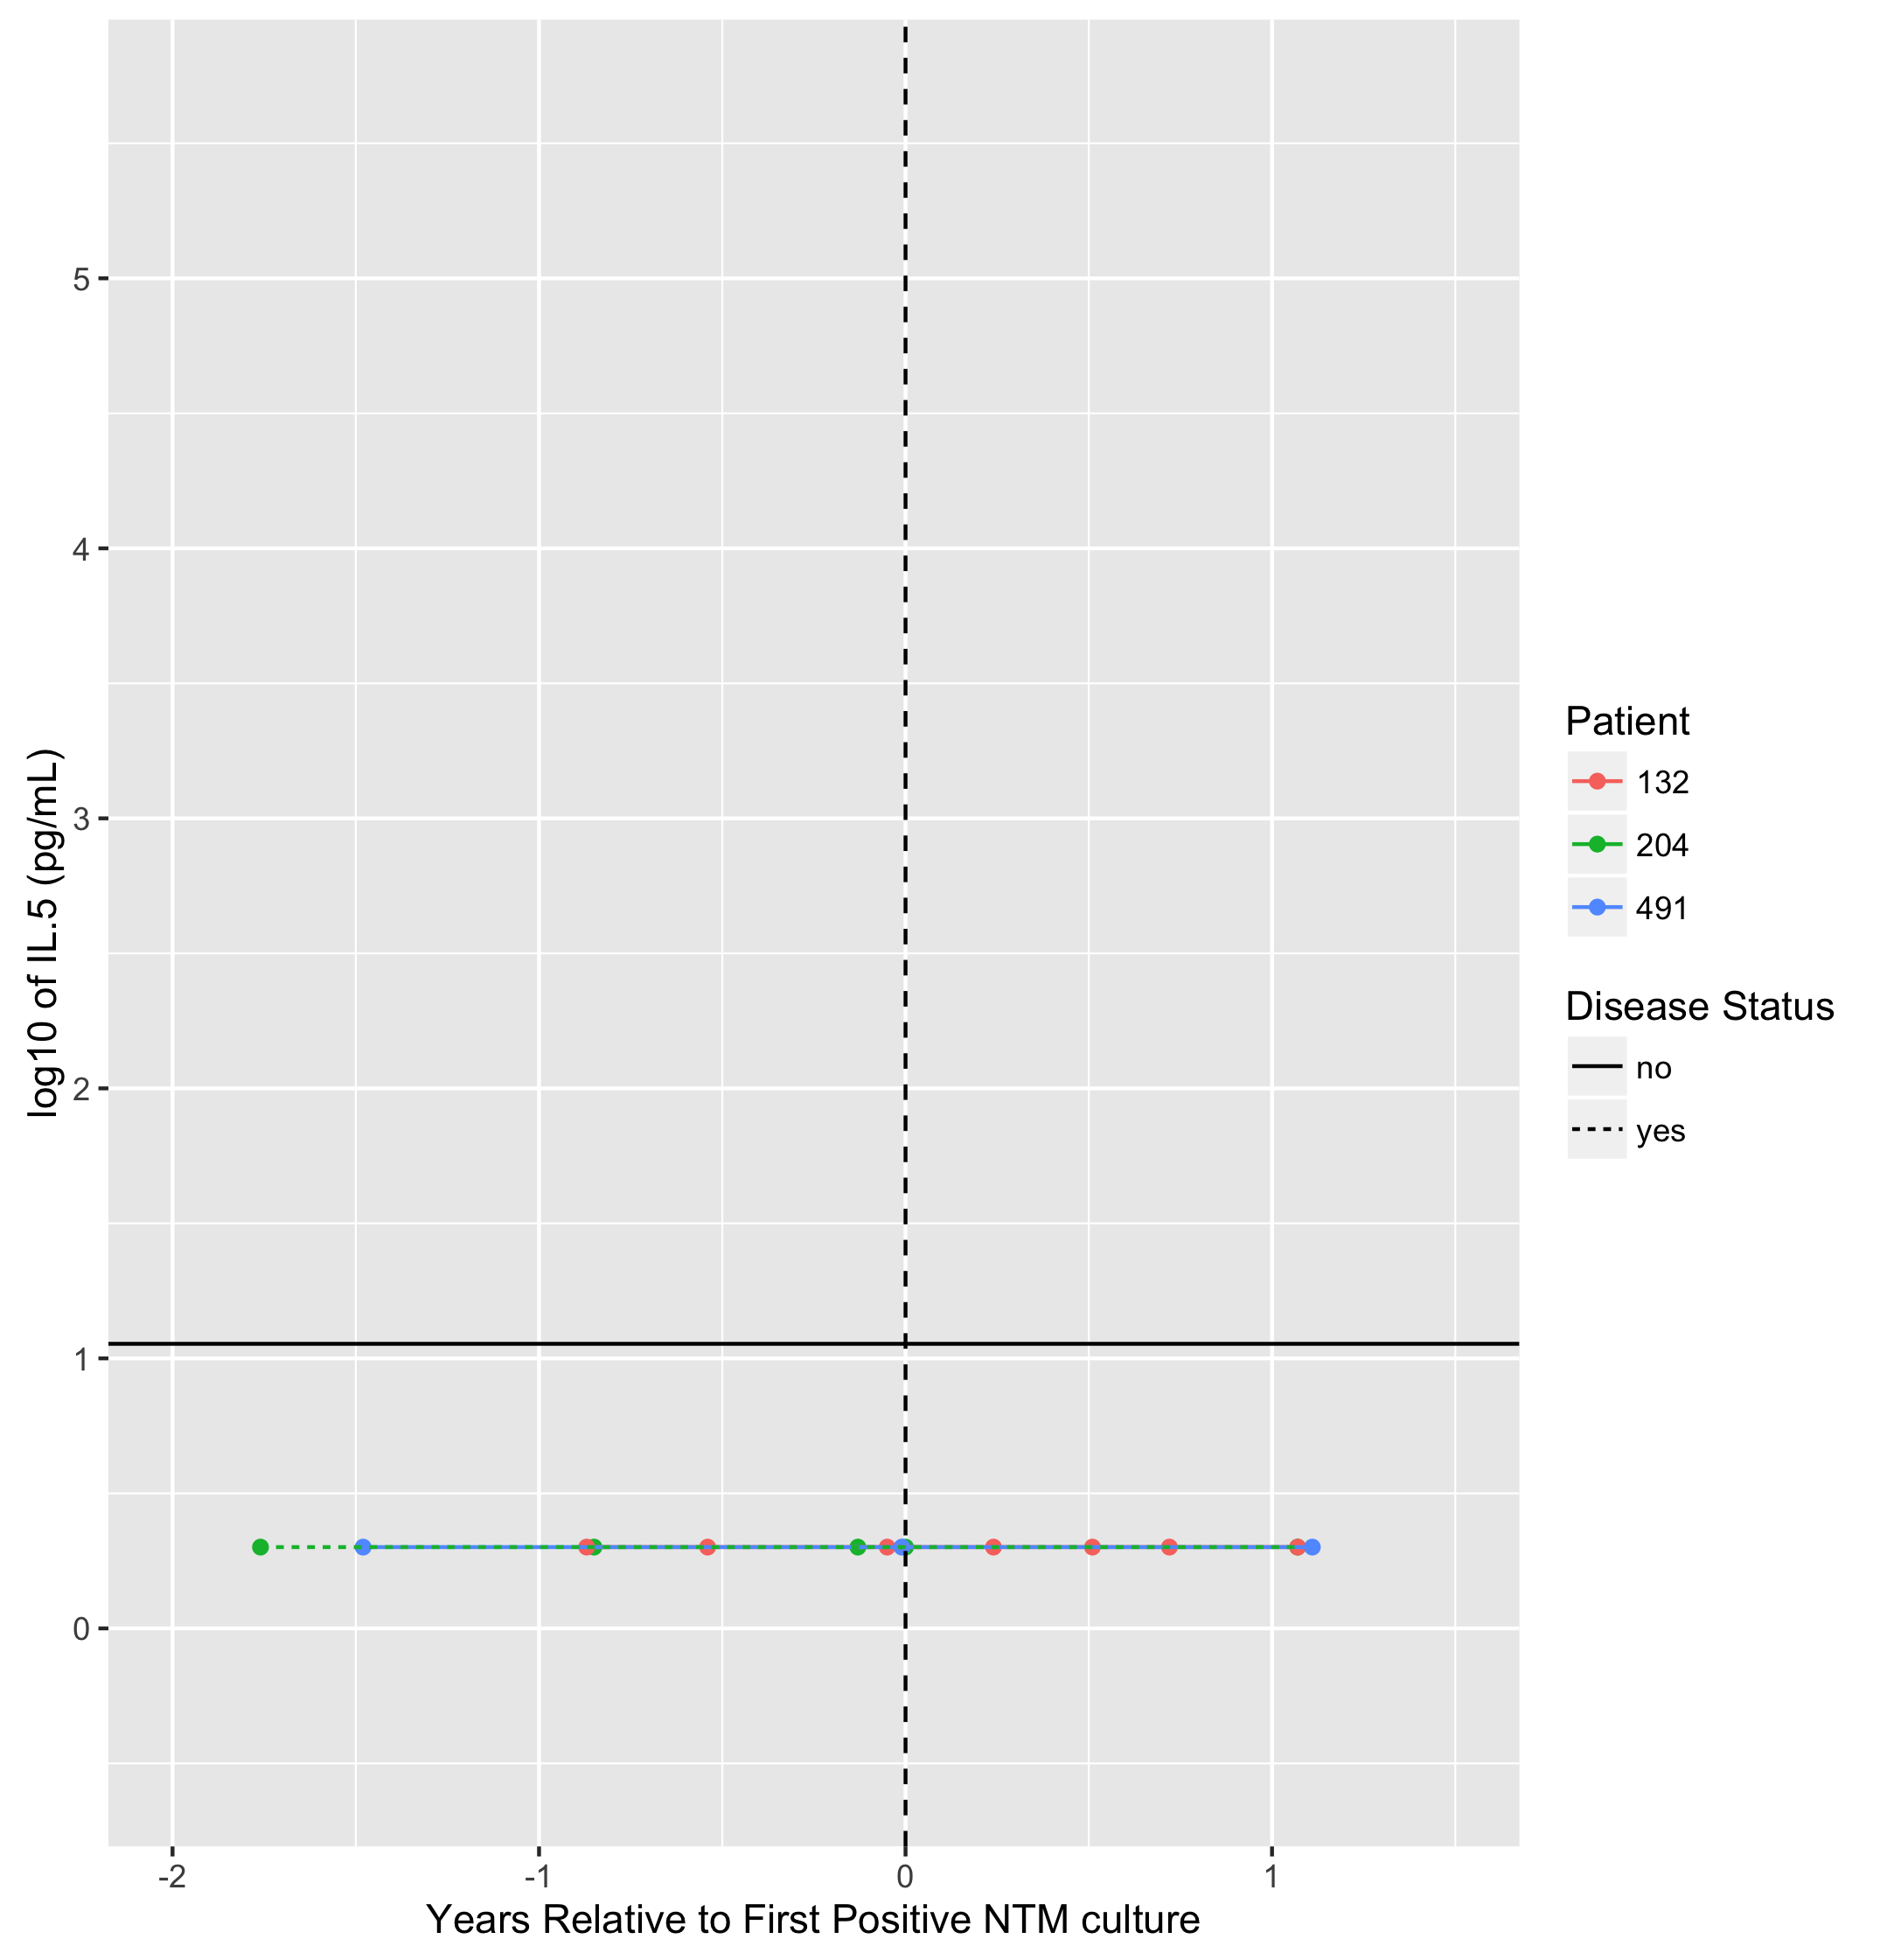 log10 of IL.5 (pg/mL)
5
4
3
2
1
0
-2 -1 0 1
Years Relative to First Positive NTM culture
Patient
132
204
491
Disease Status
no
yes